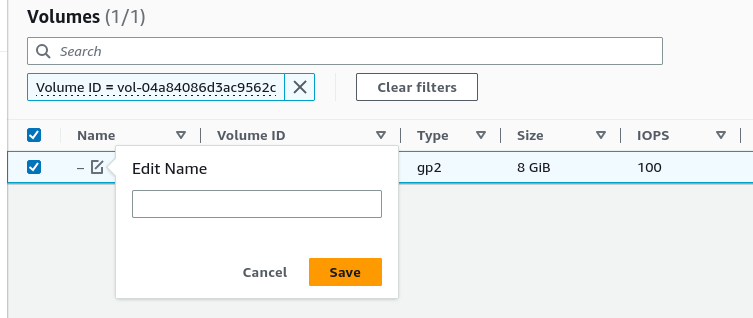 Volumes (1/1)
Search
Volume ID = vol-04a84086d3ac9562c
Clear filters
Name Volume ID Type Size IOPS
– gp2 8 GiB 100
Edit Name
Cancel Save